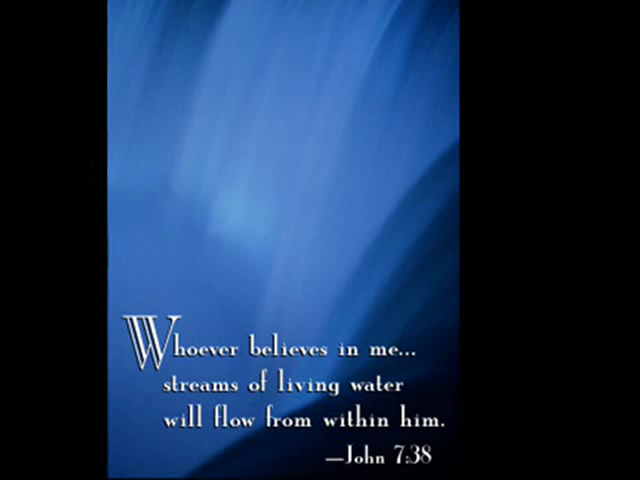 Whoever believes in me...
streams of living water
will flow from within him.
—John 7:38